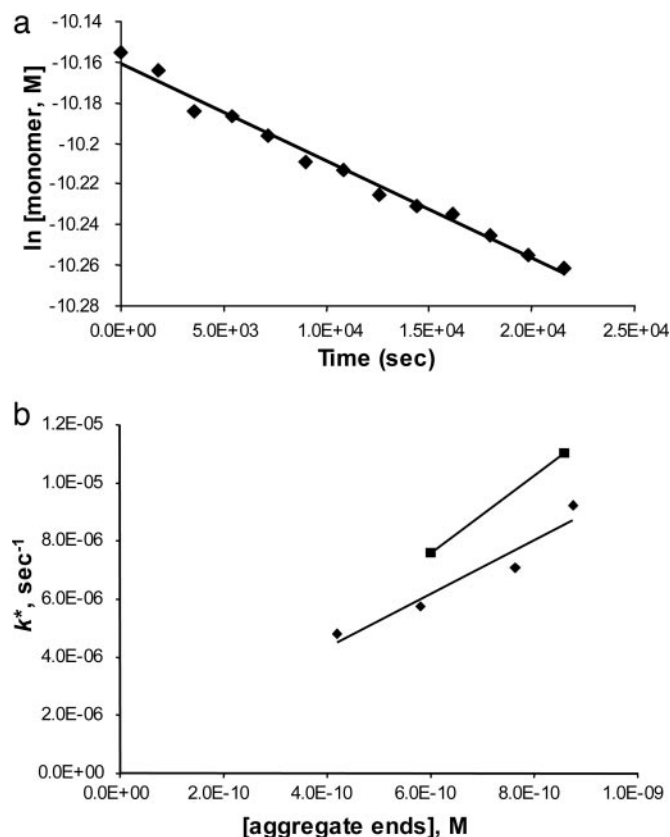 a
ln [monomer, M]
-10.14
-10.16
-10.18
-10.2
-10.22
-10.24
-10.26
-10.28
0.0E+00 5.0E+03 1.0E+04 1.5E+04 2.0E+04 2.5E+04
Time (sec)
b
k*, sec-1
1.2E-05
1.0E-05
8.0E-06
6.0E-06
4.0E-06
2.0E-06
0.0E+00
0.0E+00 2.0E-10 4.0E-10 6.0E-10 8.0E-10 1.0E-09
[aggregate ends], M